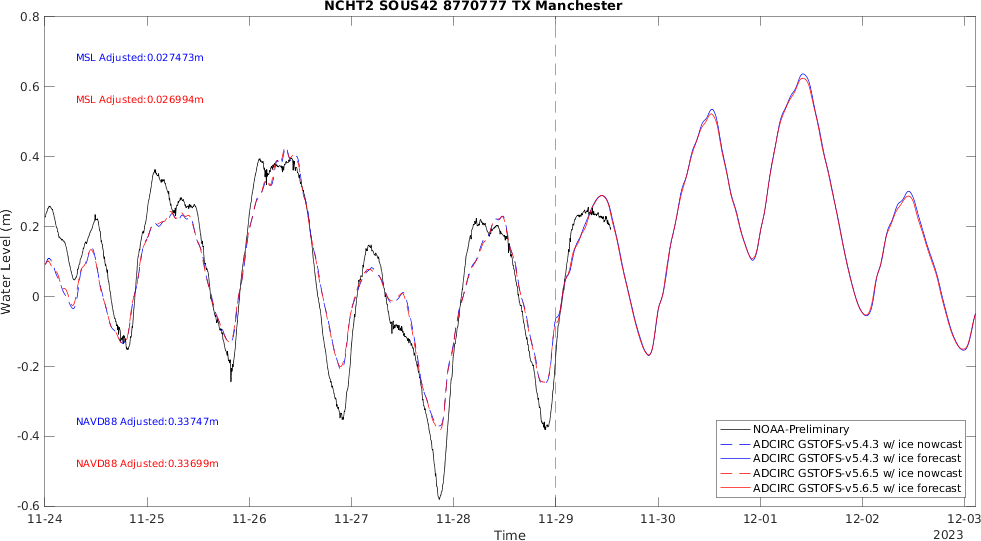 NCHT2 SOUS42 8770777 TX Manchester
0.8
MSL Adjusted:0.027473m
0.6
MSL Adjusted:0.026994m
0.4
0.2
Water Level (m)
0
-0.2
NAVD88 Adjusted:0.33747m
-0.4
NAVD88 Adjusted:0.33699m
-0.6
NOAA-Preliminary
ADCIRC GSTOFS-v5.4.3 w/ ice nowcast
ADCIRC GSTOFS-v5.4.3 w/ ice forecast
ADCIRC GSTOFS-v5.6.5 w/ ice nowcast
ADCIRC GSTOFS-v5.6.5 w/ ice forecast
11-24 11-25 11-26 11-27 11-28 11-29 11-30 12-01 12-02 12-03
Time
2023